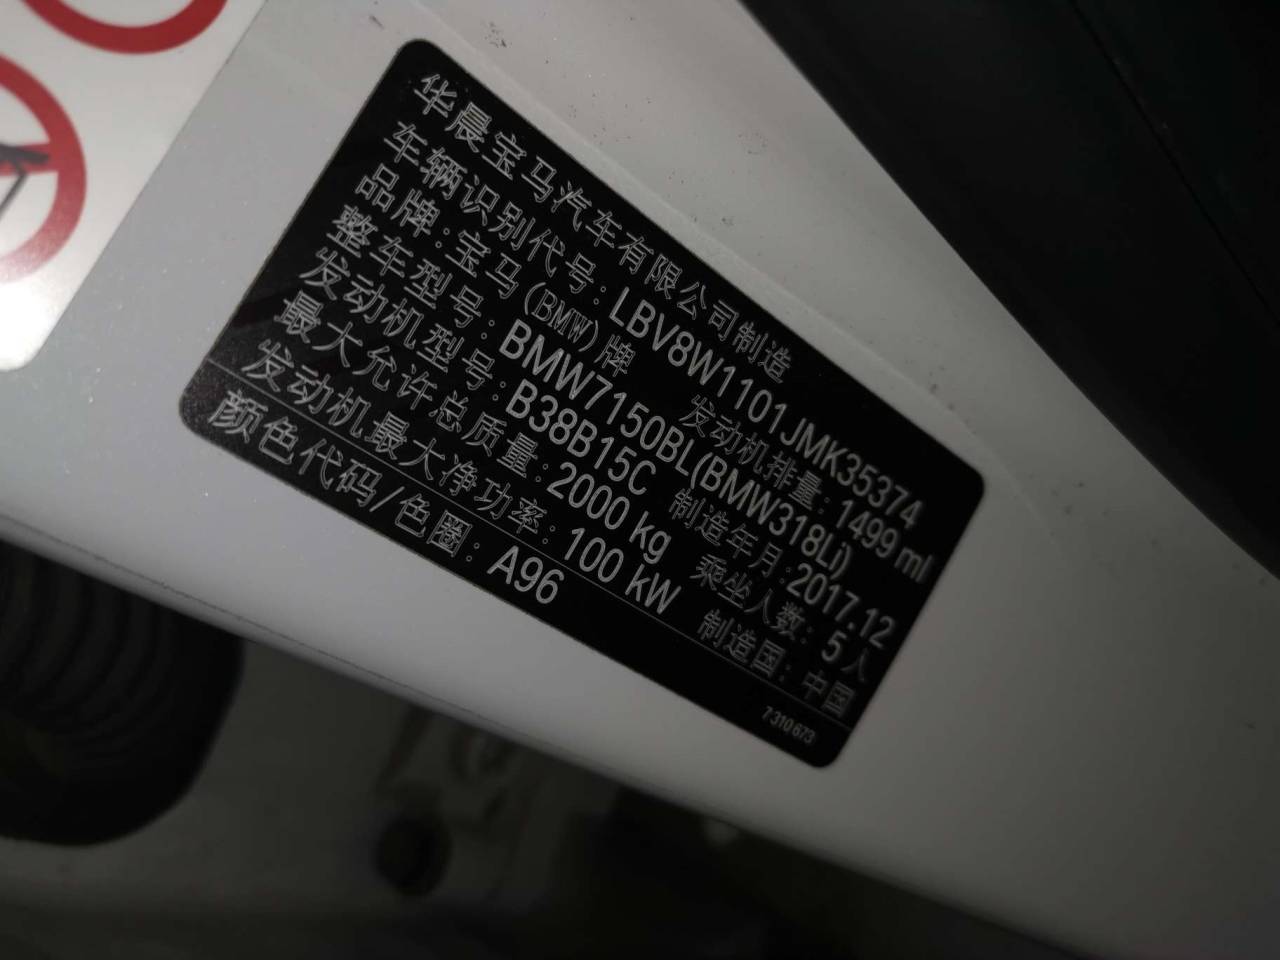 华晨宝马汽车有限公司制造
车辆识别代号: LBV8W1101JMK35374
品牌: 宝马(BMW)牌 发动机排量: 1499 ml
整车型号: BMW7150BL(BMW318Li)
发动机型号: B38B15C 制造年月: 2017.12
最大允许总质量: 2000 kg 乘坐人数: 5人
发动机最大净功率: 100 kW 制造国: 中国
颜色代码/色圈: A96
7 310 673